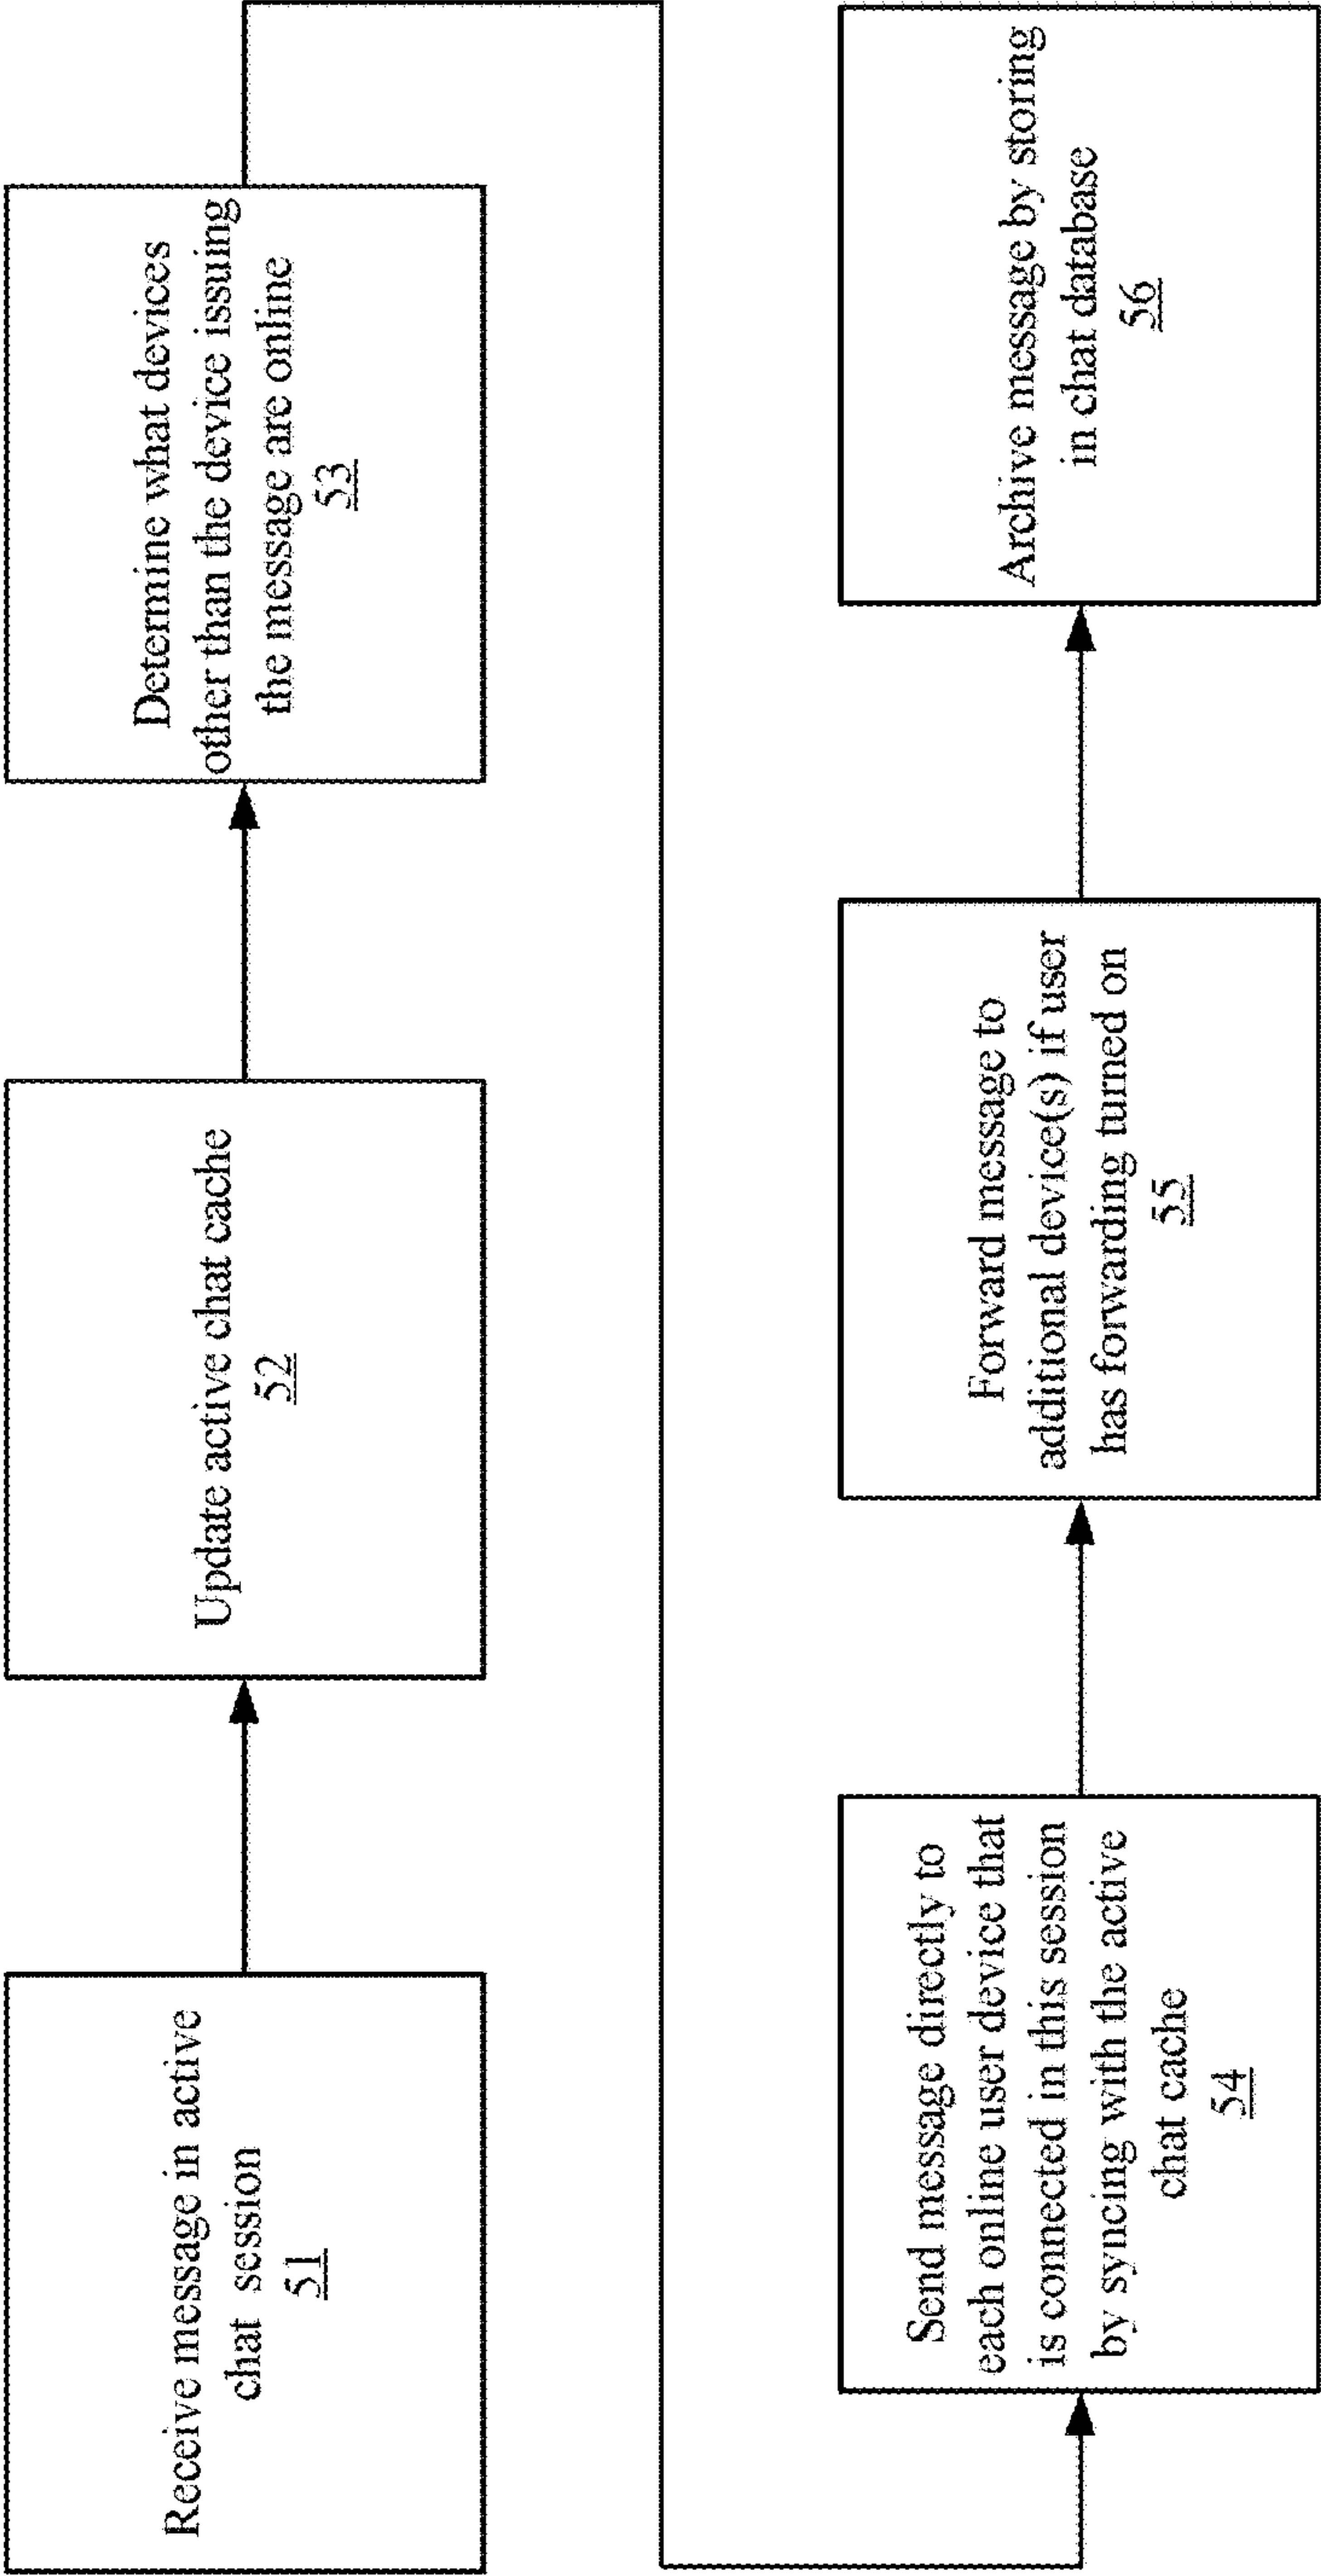 Receive message in active
chat session
51
Update active chat cache
52
Determine what devices
other than the device issuing
the message are online
53
Send message directly to
each online user device that
is connected in this session
by syncing with the active
chat cache
54
Forward message to
additional device(s) if user
has forwarding turned on
55
Archive message by storing
in chat database
56